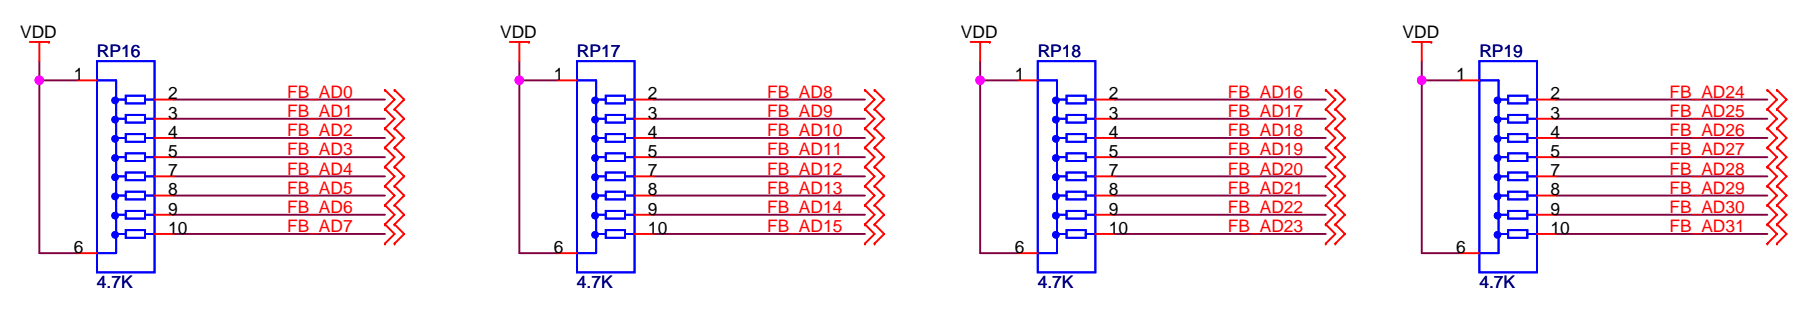 VDD
RP16
1
2 FB_AD0
3 FB_AD1
4 FB_AD2
5 FB_AD3
7 FB_AD4
8 FB_AD5
9 FB_AD6
10 FB_AD7
6
4.7K
VDD
RP17
1
2 FB_AD8
3 FB_AD9
4 FB_AD10
5 FB_AD11
7 FB_AD12
8 FB_AD13
9 FB_AD14
10 FB_AD15
6
4.7K
VDD
RP18
1
2 FB_AD16
3 FB_AD17
4 FB_AD18
5 FB_AD19
7 FB_AD20
8 FB_AD21
9 FB_AD22
10 FB_AD23
6
4.7K
VDD
RP19
1
2 FB_AD24
3 FB_AD25
4 FB_AD26
5 FB_AD27
7 FB_AD28
8 FB_AD29
9 FB_AD30
10 FB_AD31
6
4.7K